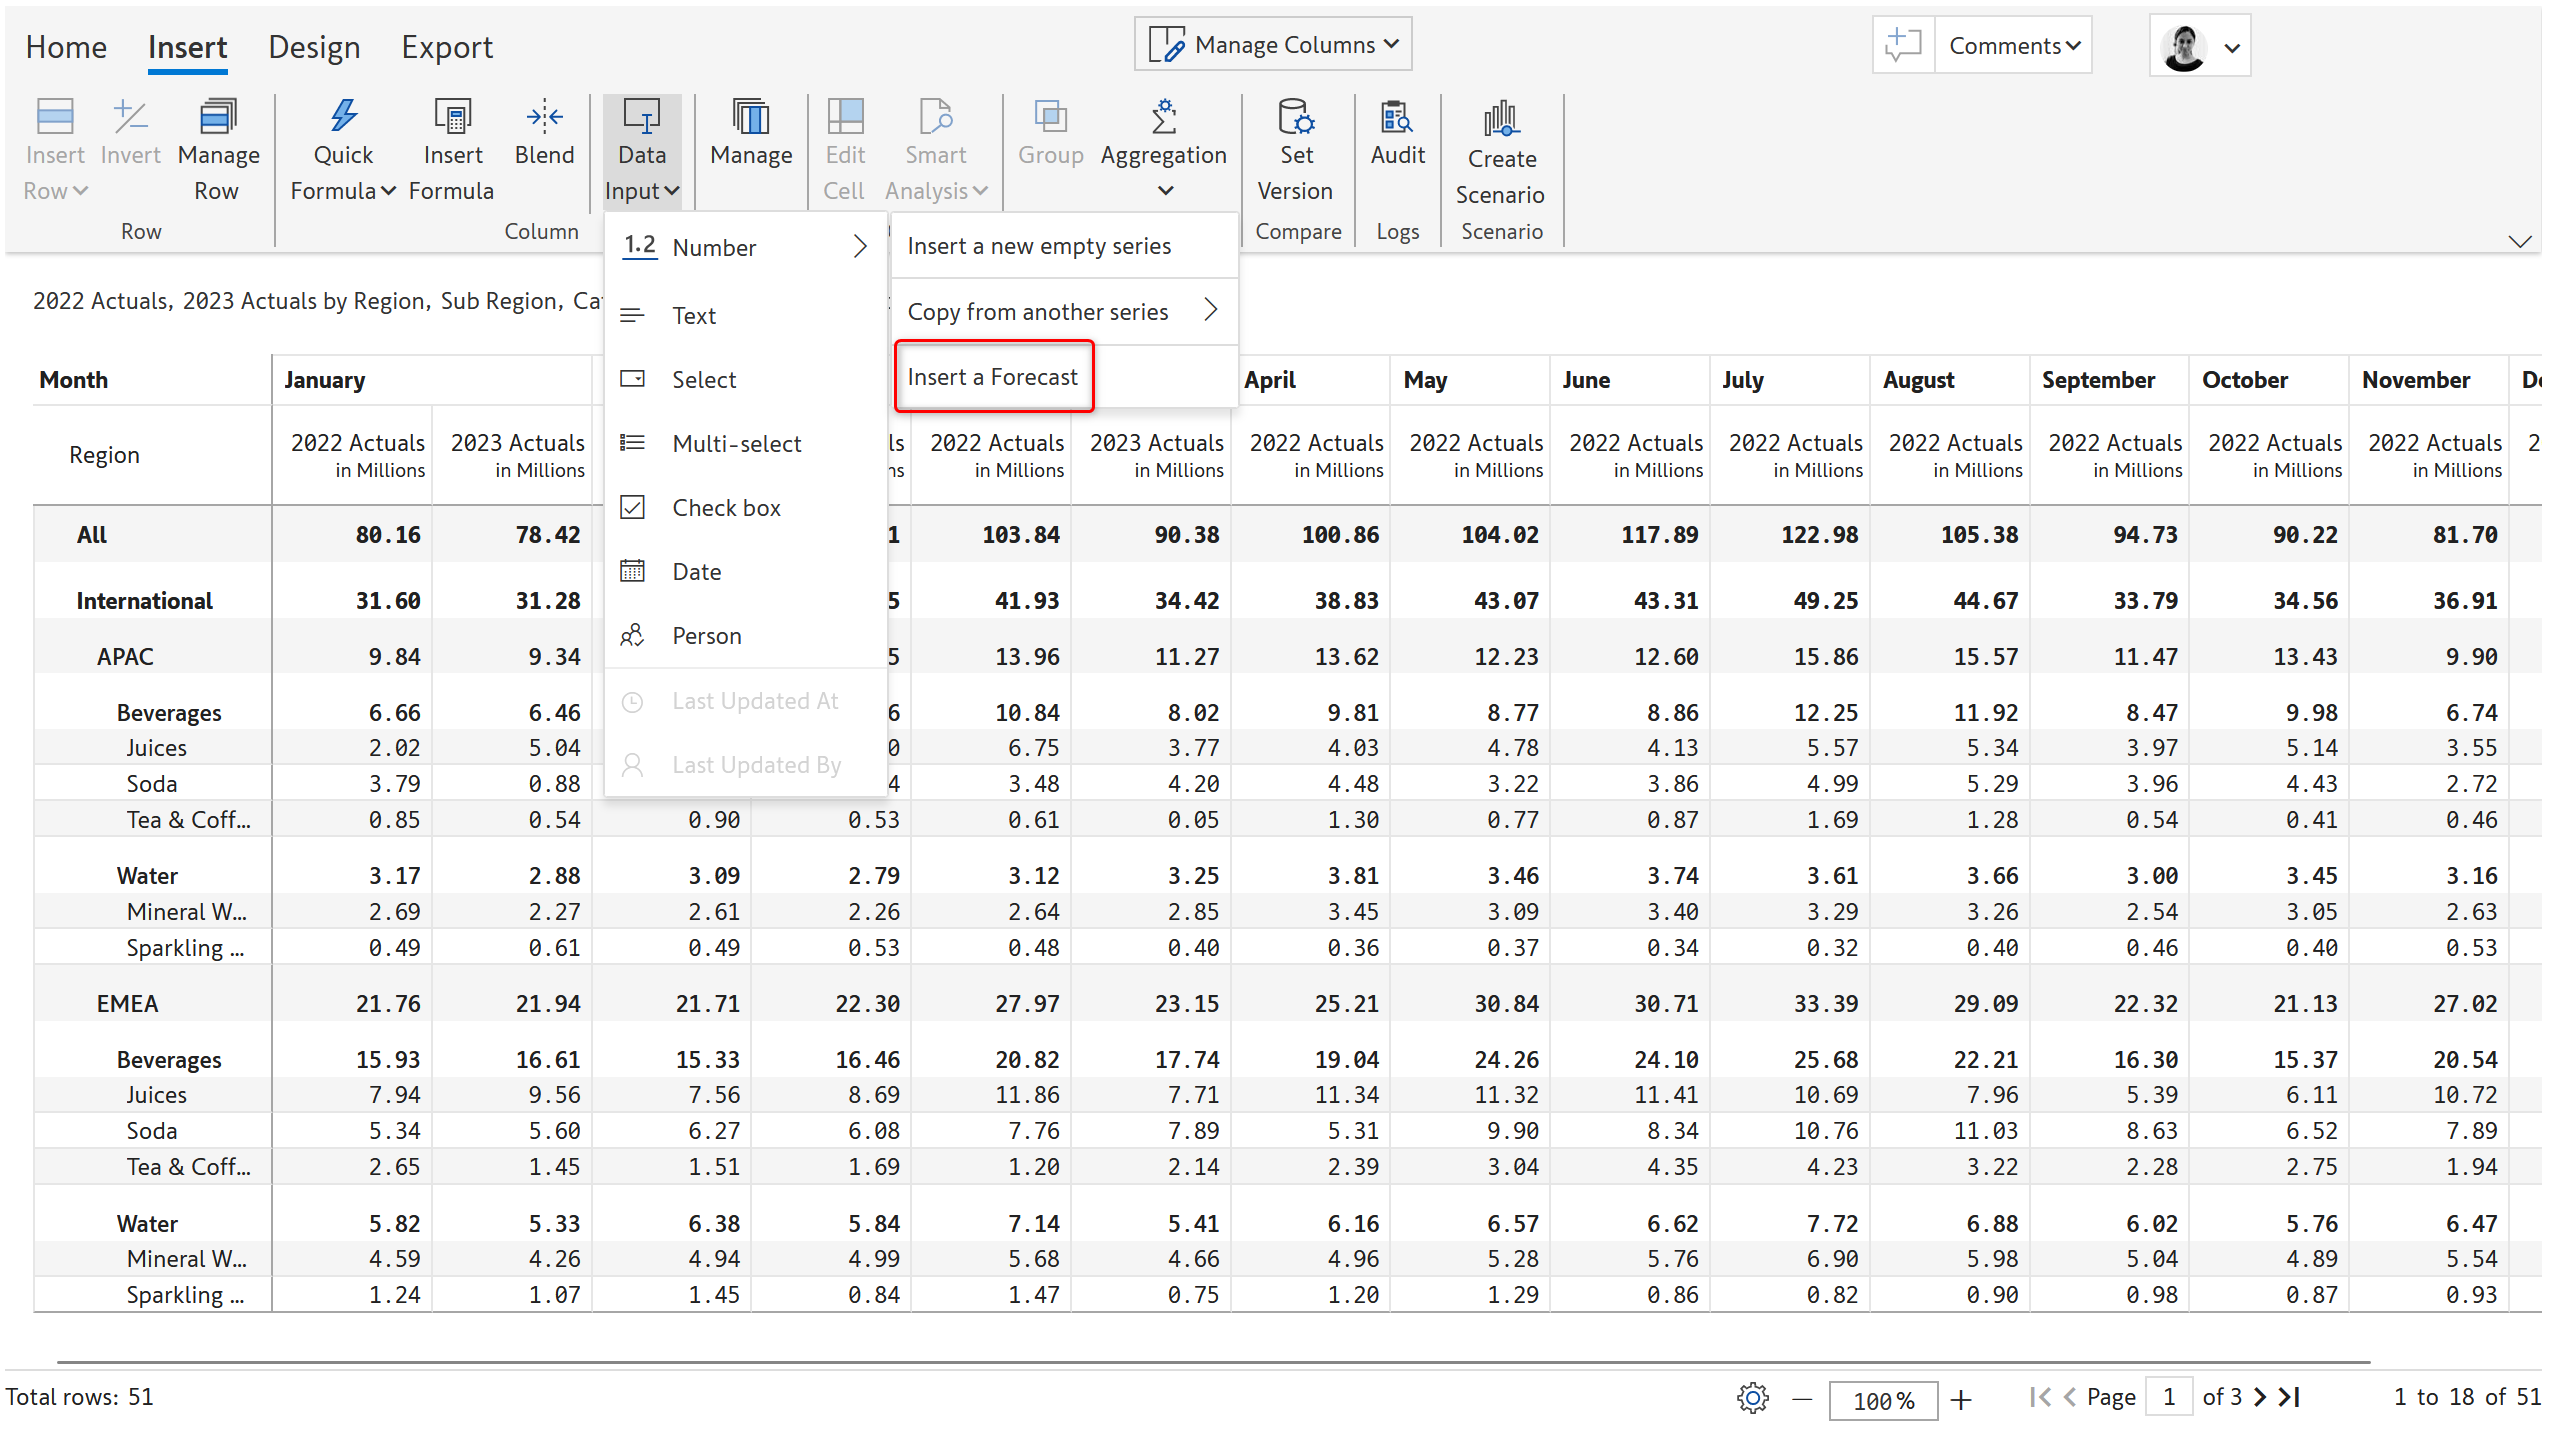 Home Insert Design Export Manage Columns Comments
Insert Row Invert Manage Row Quick Formula Insert Formula Blend Data Input Manage Edit Cell Smart Analysis Group Aggregation Set Version Audit Create Scenario
Row Column Compare Logs Scenario
1.2 Number
Text
Select
Multi-select
Check box
Date
Person
Last Updated At
Last Updated By
Insert a new empty series
Copy from another series
Insert a Forecast
2022 Actuals, 2023 Actuals by Region, Sub Region,
Month January April May June July August September October November
Region 2022 Actuals 2023 Actuals 2022 Actuals 2023 Actuals 2022 Actuals 2022 Actuals 2022 Actuals 2022 Actuals 2022 Actuals 2022 Actuals 2022 Actuals 2022 Actuals
in Millions in Millions in Millions in Millions in Millions in Millions in Millions in Millions in Millions in Millions in Millions in Millions
All 80.16 78.42 1 103.84 90.38 100.86 104.02 117.89 122.98 105.38 94.73 90.22 81.70
International 31.60 31.28 5 41.93 34.42 38.83 43.07 43.31 49.25 44.67 33.79 34.56 36.91
APAC 9.84 9.34 5 13.96 11.27 13.62 12.23 12.60 15.86 15.57 11.47 13.43 9.90
Beverages 6.66 6.46 6 10.84 8.02 9.81 8.77 8.86 12.25 11.92 8.47 9.98 6.74
Juices 2.02 5.04 0 6.75 3.77 4.03 4.78 4.13 5.57 5.34 3.97 5.14 3.55
Soda 3.79 0.88 4 3.48 4.20 4.48 3.22 3.86 4.99 5.29 3.96 4.43 2.72
Tea & Coff... 0.85 0.54 0.90 0.53 0.61 0.05 1.30 0.77 0.87 1.69 1.28 0.54 0.41 0.46
Water 3.17 2.88 3.09 2.79 3.12 3.25 3.81 3.46 3.74 3.61 3.66 3.00 3.45 3.16
Mineral W... 2.69 2.27 2.61 2.26 2.64 2.85 3.45 3.09 3.40 3.29 3.26 2.54 3.05 2.63
Sparkling ... 0.49 0.61 0.49 0.53 0.48 0.40 0.36 0.37 0.34 0.32 0.40 0.46 0.40 0.53
EMEA 21.76 21.94 21.71 22.30 27.97 23.15 25.21 30.84 30.71 33.39 29.09 22.32 21.13 27.02
Beverages 15.93 16.61 15.33 16.46 20.82 17.74 19.04 24.26 24.10 25.68 22.21 16.30 15.37 20.54
Juices 7.94 9.56 7.56 8.69 11.86 7.71 11.34 11.32 11.41 10.69 7.96 5.39 6.11 10.72
Soda 5.34 5.60 6.27 6.08 7.76 7.89 5.31 9.90 8.34 10.76 11.03 8.63 6.52 7.89
Tea & Coff... 2.65 1.45 1.51 1.69 1.20 2.14 2.39 3.04 4.35 4.23 3.22 2.28 2.75 1.94
Water 5.82 5.33 6.38 5.84 7.14 5.41 6.16 6.57 6.62 7.72 6.88 6.02 5.76 6.47
Mineral W... 4.59 4.26 4.94 4.99 5.68 4.66 4.96 5.28 5.76 6.90 5.98 5.04 4.89 5.54
Sparkling ... 1.24 1.07 1.45 0.84 1.47 0.75 1.20 1.29 0.86 0.82 0.90 0.98 0.87 0.93
Total rows: 51 100% Page 1 of 3 1 to 18 of 51